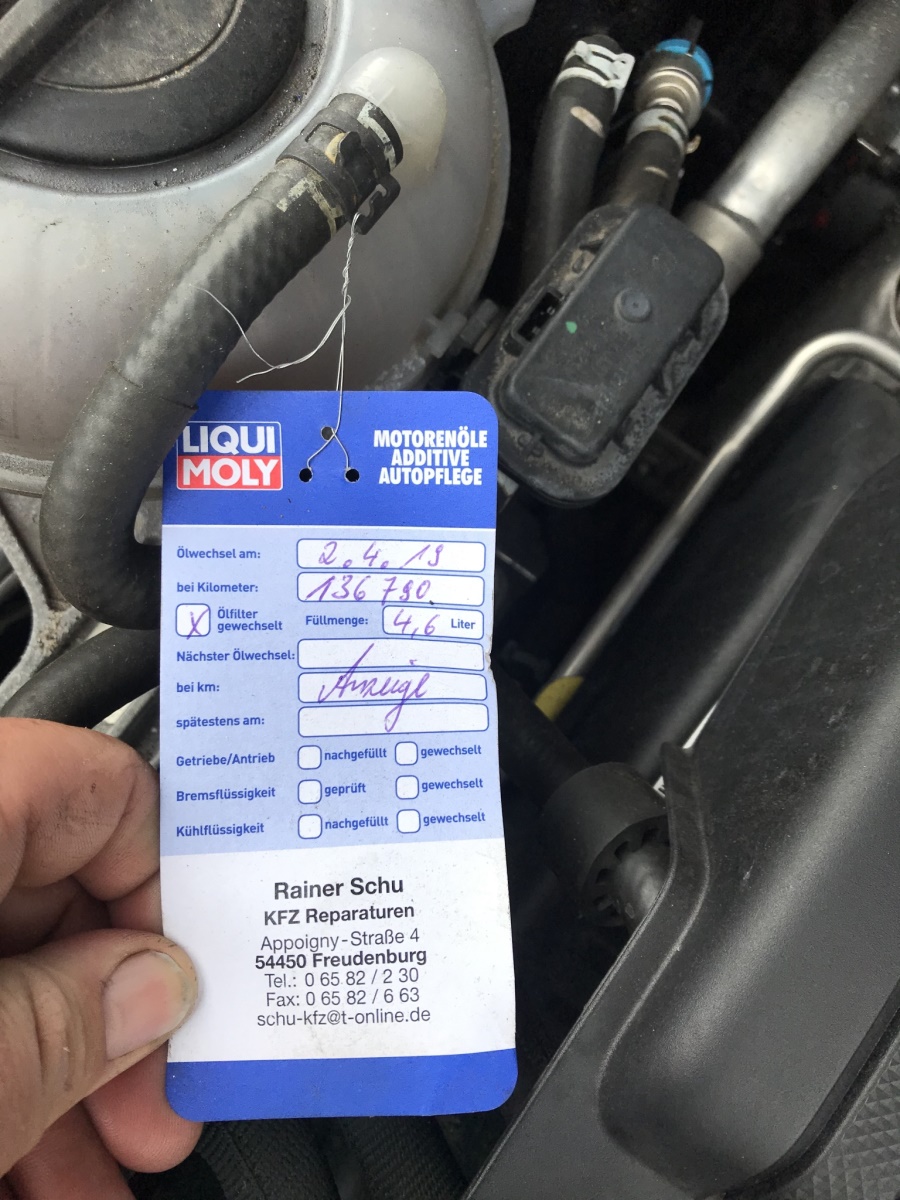 LIQUI
MOLY
MOTORENÖLE
ADDITIVE
AUTOPFLEGE
Ölwechsel am: 2.4.19
bei Kilometer: 136 790
X Ölfilter gewechselt Füllmenge: 4,6 Liter
Nächster Ölwechsel:
bei km: Anzeige
spätestens am:
Getriebe/Antrieb nachgefüllt gewechselt
Bremsflüssigkeit geprüft gewechselt
Kühlflüssigkeit nachgefüllt gewechselt
Rainer Schu
KFZ Reparaturen
Appoigny-Straße 4
54450 Freudenburg
Tel.: 0 65 82 / 2 30
Fax: 0 65 82 / 6 63
schu-kfz@t-online.de